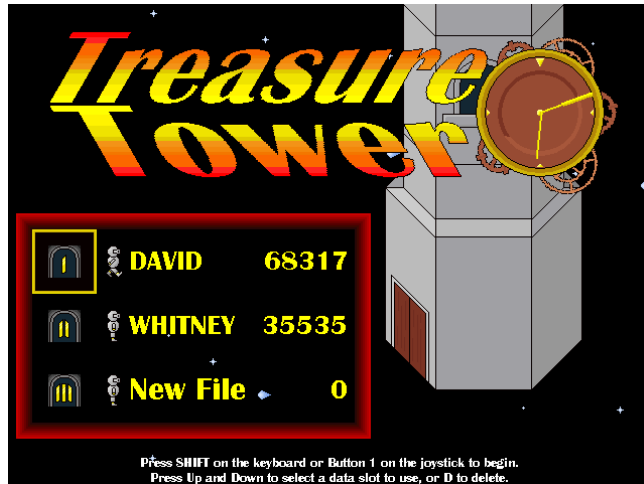 Treasure
Tower
I DAVID 68317
II WHITNEY 35535
III New File 0
Press SHIFT on the keyboard or Button 1 on the joystick to begin.
Press Up and Down to select a data slot to use, or D to delete.